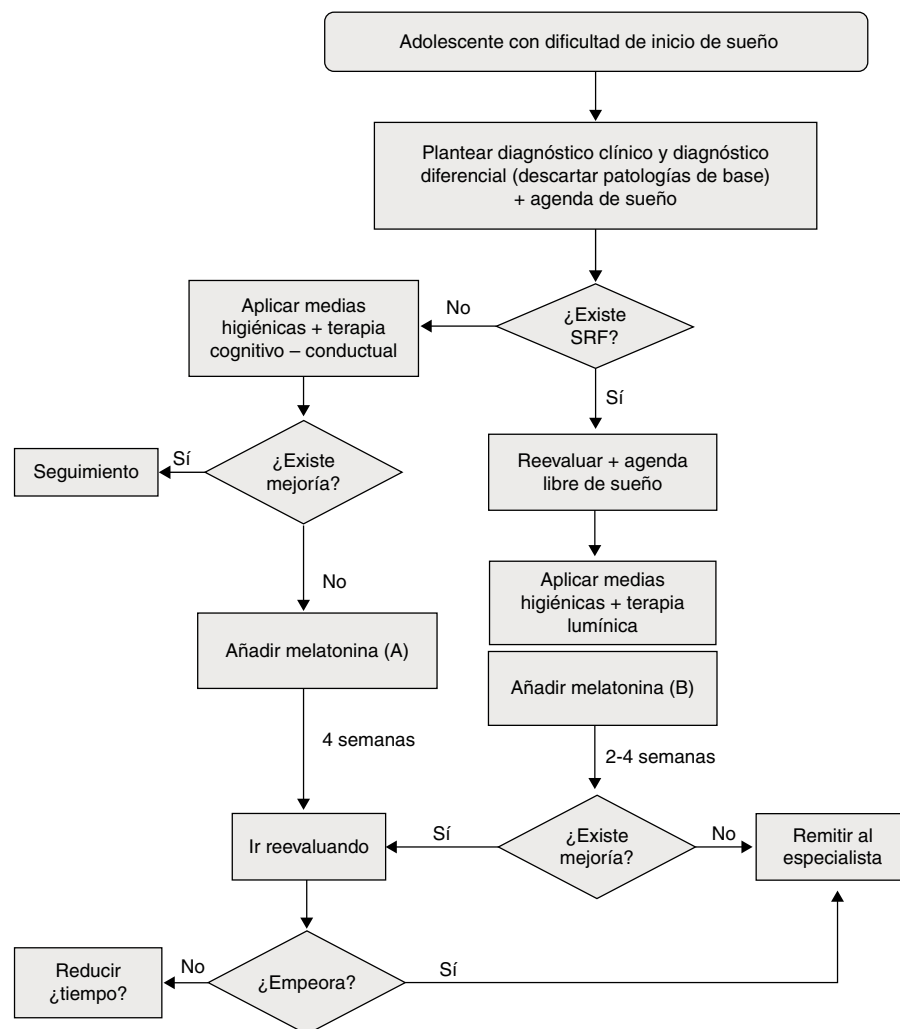 Adolescente con dificultad de inicio de sueño
Plantear diagnóstico clínico y diagnóstico
diferencial (descartar patologías de base)
+ agenda de sueño
¿Existe
SRF?
No
Aplicar medias
higiénicas + terapia
cognitivo – conductual
Sí
¿Existe
mejoría?
Sí
Seguimiento
Reevaluar + agenda
libre de sueño
No
Aplicar medias
higiénicas + terapia
lumínica
Añadir melatonina (A)
Añadir melatonina (B)
4 semanas
2-4 semanas
Ir reevaluando
Sí
¿Existe
mejoría?
No
Remitir al
especialista
Reducir
¿tiempo?
No
¿Empeora?
Sí